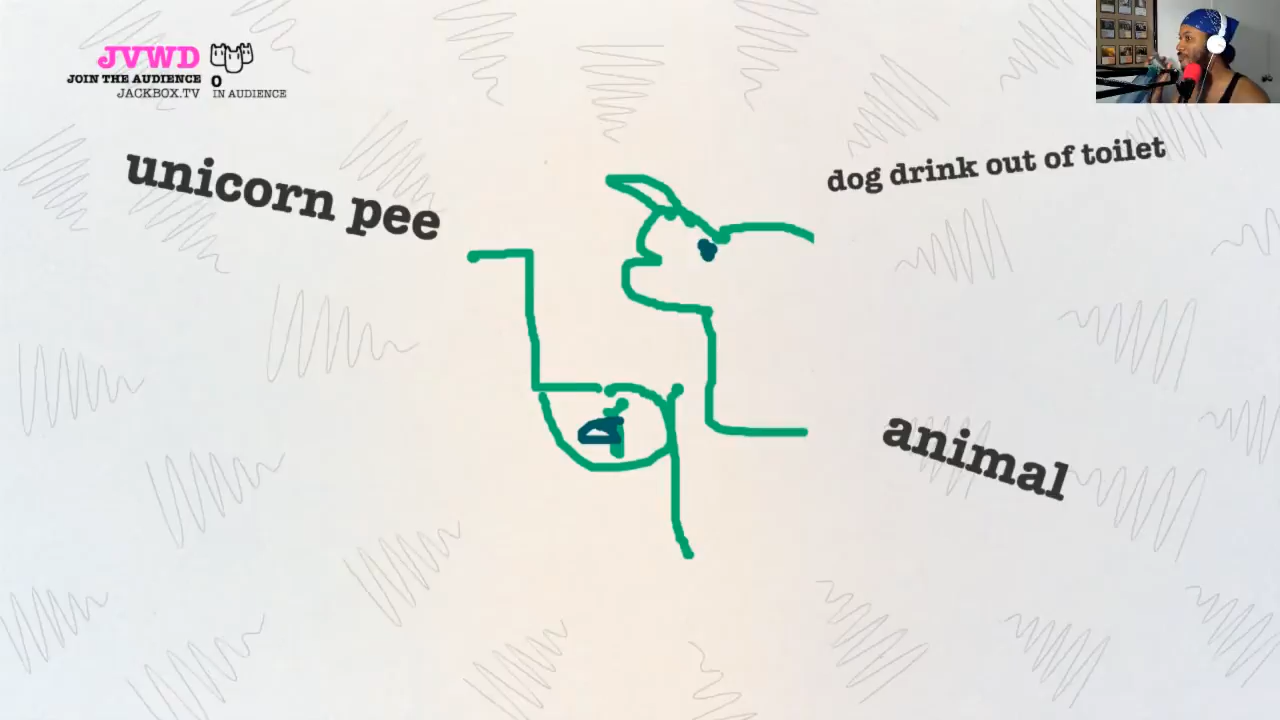 JVWD
JOIN THE AUDIENCE
JACKBOX.TV
0
IN AUDIENCE
unicorn pee
dog drink out of toilet
animal